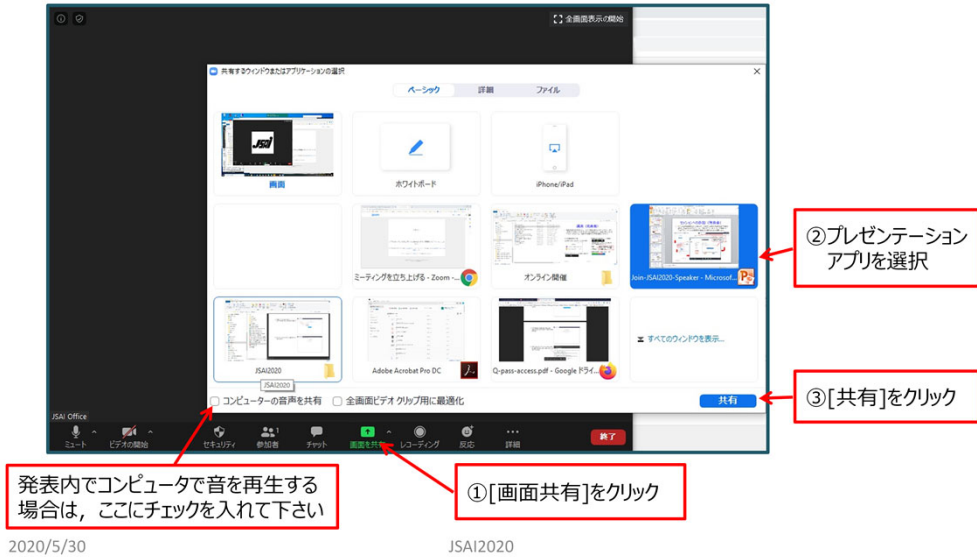 全画面表示の開始
共有するウィンドウまたはアプリケーションの選択
ベーシック 詳細 ファイル
JSAI
画面 ホワイトボード iPhone/iPad
ミーティングを立ち上げる - Zoom -... オンライン開催 Join-JSAI2020-Speaker - Microsof...
②プレゼンテーション
アプリを選択
すべてのウィンドウを表示...
JSAI2020 Adobe Acrobat Pro DC Q-pass-access.pdf - Google ドライ...
JSAI2020
コンピューターの音声を共有 全画面ビデオ クリップ用に最適化 共有
③[共有]をクリック
JSAI Office
ミュート ビデオの開始 セキュリティ 参加者 1 チャット 画面を共有 レコーディング 反応 詳細 終了
発表内でコンピュータで音を再生する
場合は，ここにチェックを入れて下さい
①[画面共有]をクリック
2020/5/30 JSAI2020